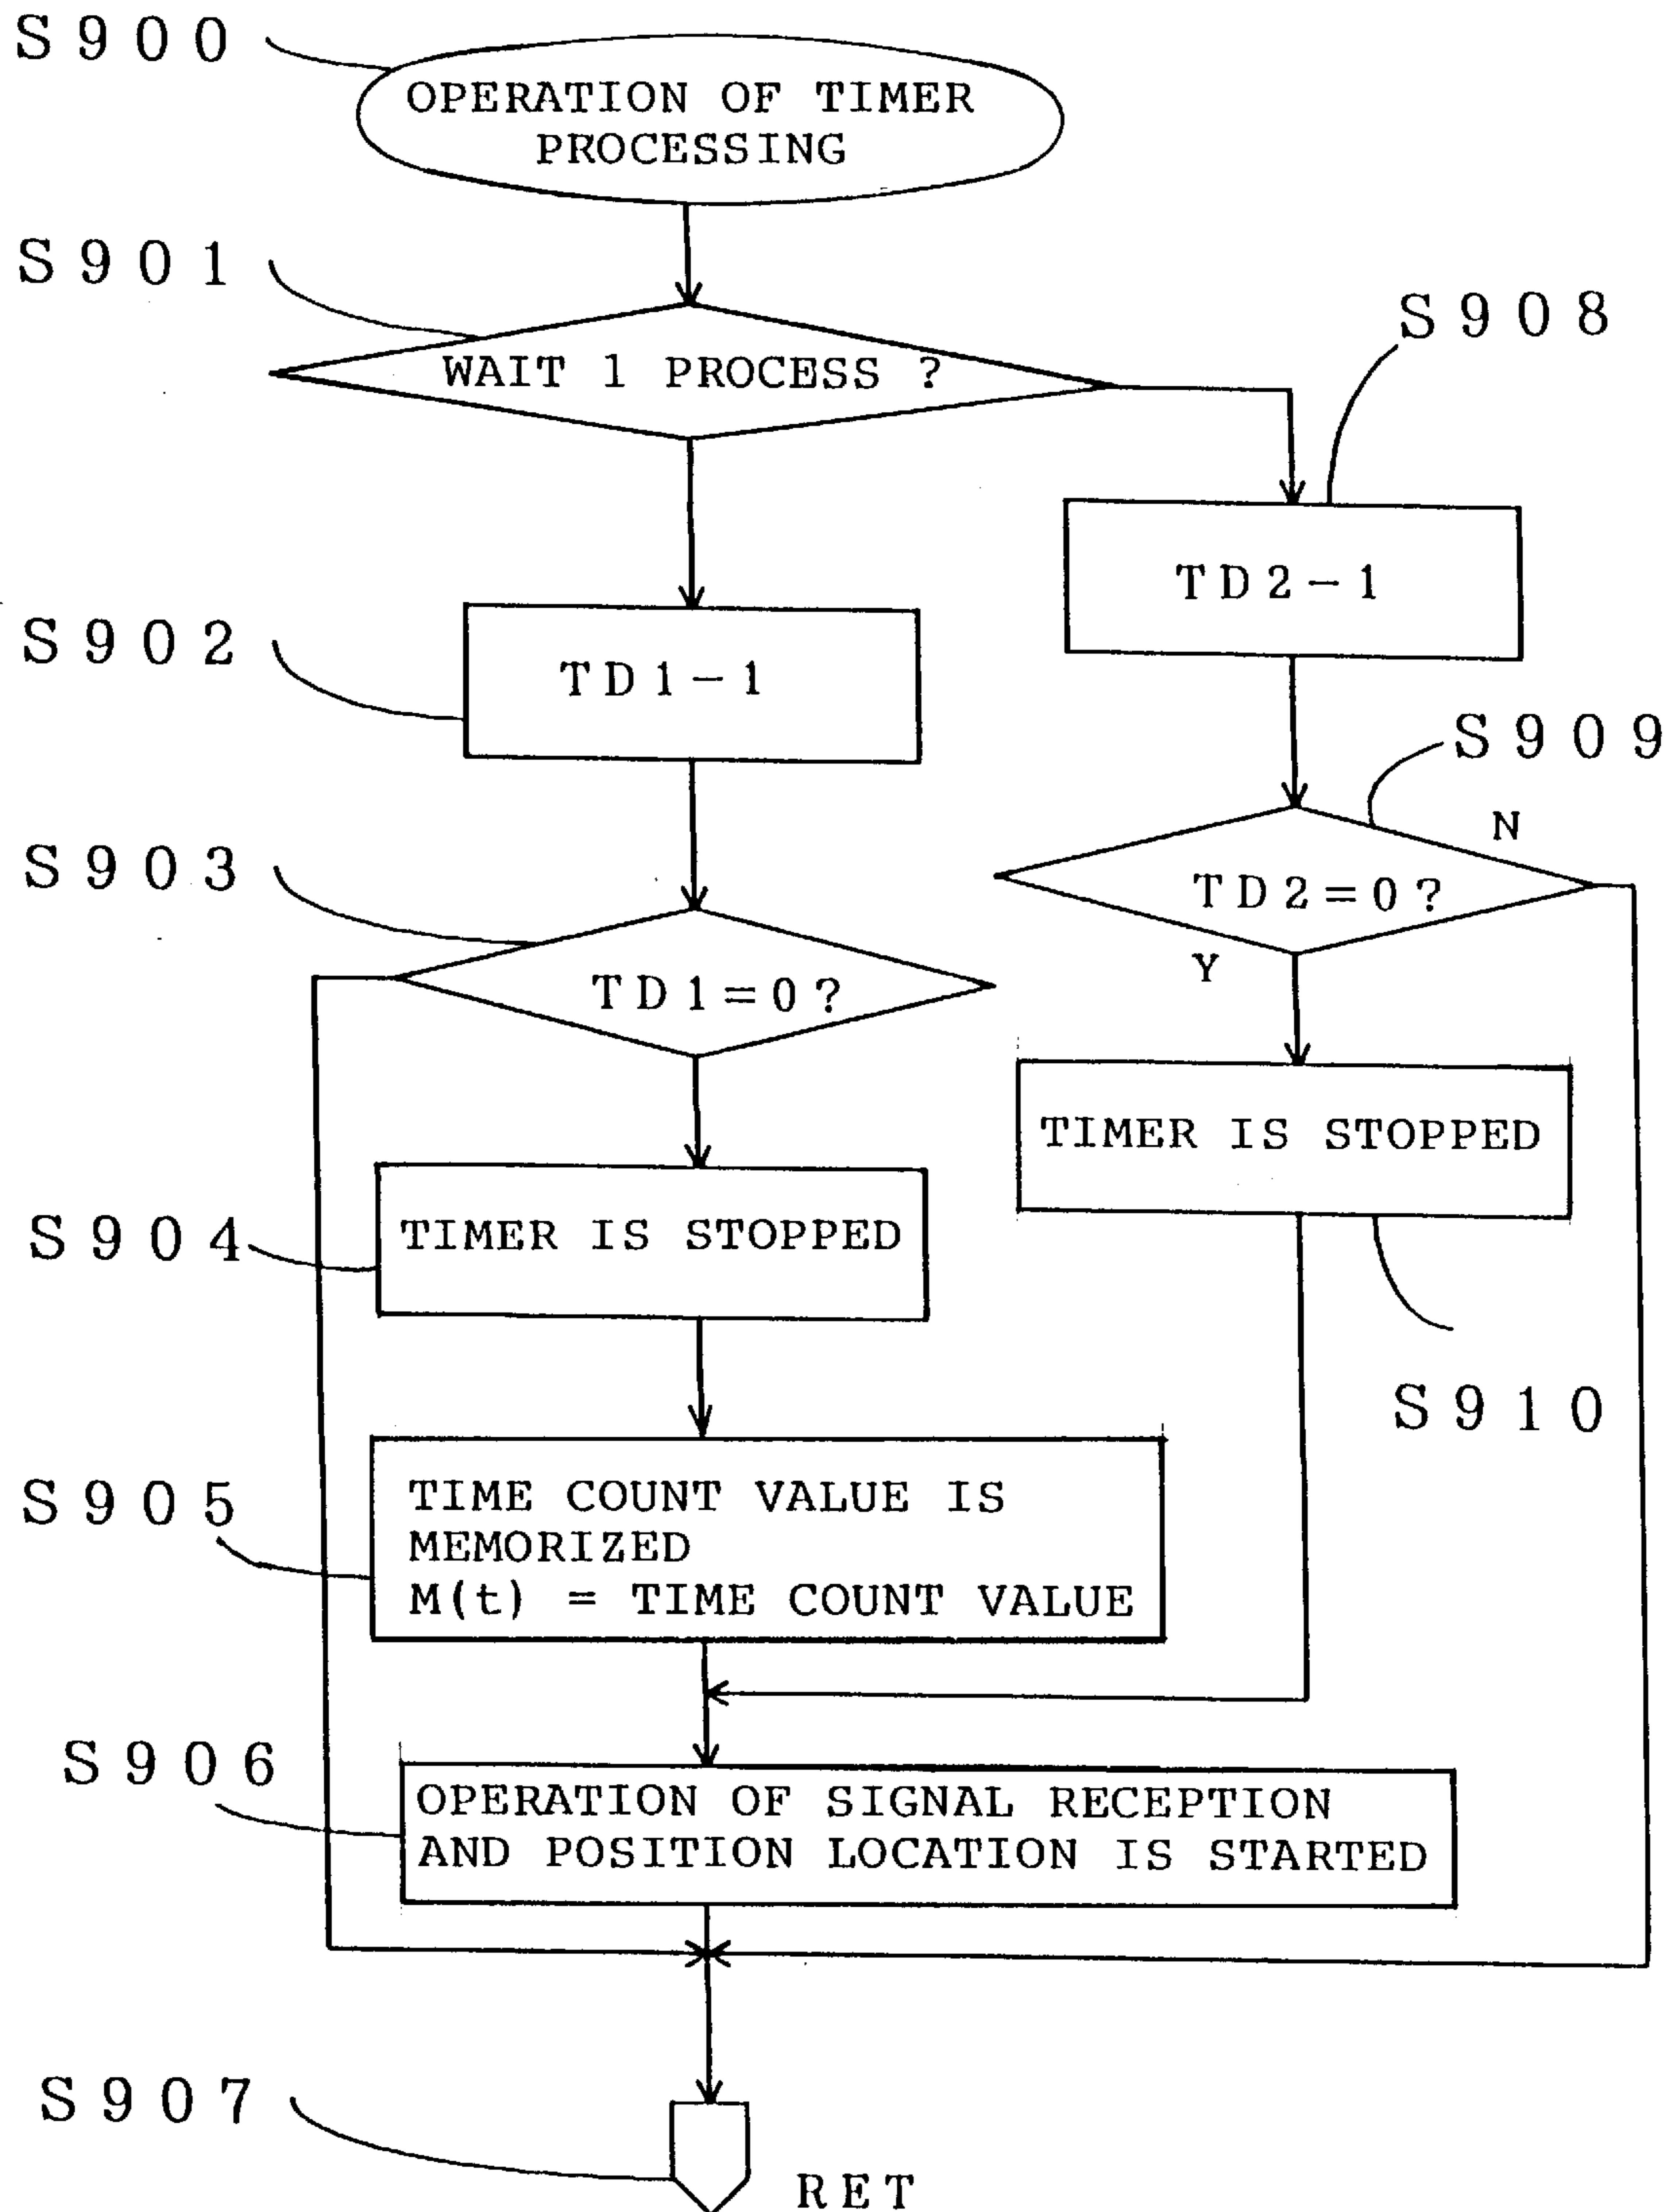 S900
OPERATION OF TIMER
PROCESSING
S901
WAIT 1 PROCESS ?
S908
TD2-1
S902
TD1-1
S909
N
TD2=0?
Y
S903
TD1=0?
TIMER IS STOPPED
S910
S904
TIMER IS STOPPED
S905
TIME COUNT VALUE IS
MEMORIZED
M(t) = TIME COUNT VALUE
S906
OPERATION OF SIGNAL RECEPTION
AND POSITION LOCATION IS STARTED
S907
RET